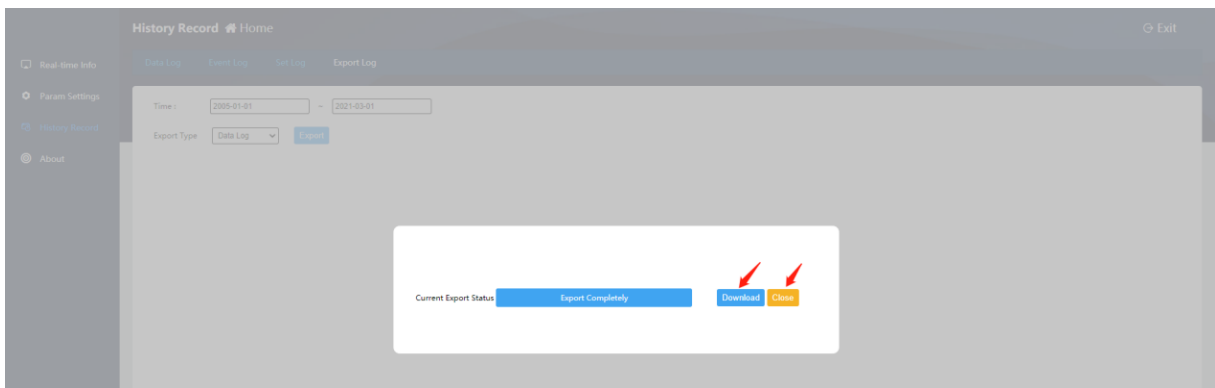 History Record Home
Exit
Real-time Info
Data Log Event Log Set Log Export Log
Param Settings
Time : 2005-01-01 ~ 2021-03-01
History Record
Export Type Data Log Export
About
Current Export Status Export Completely Download Close